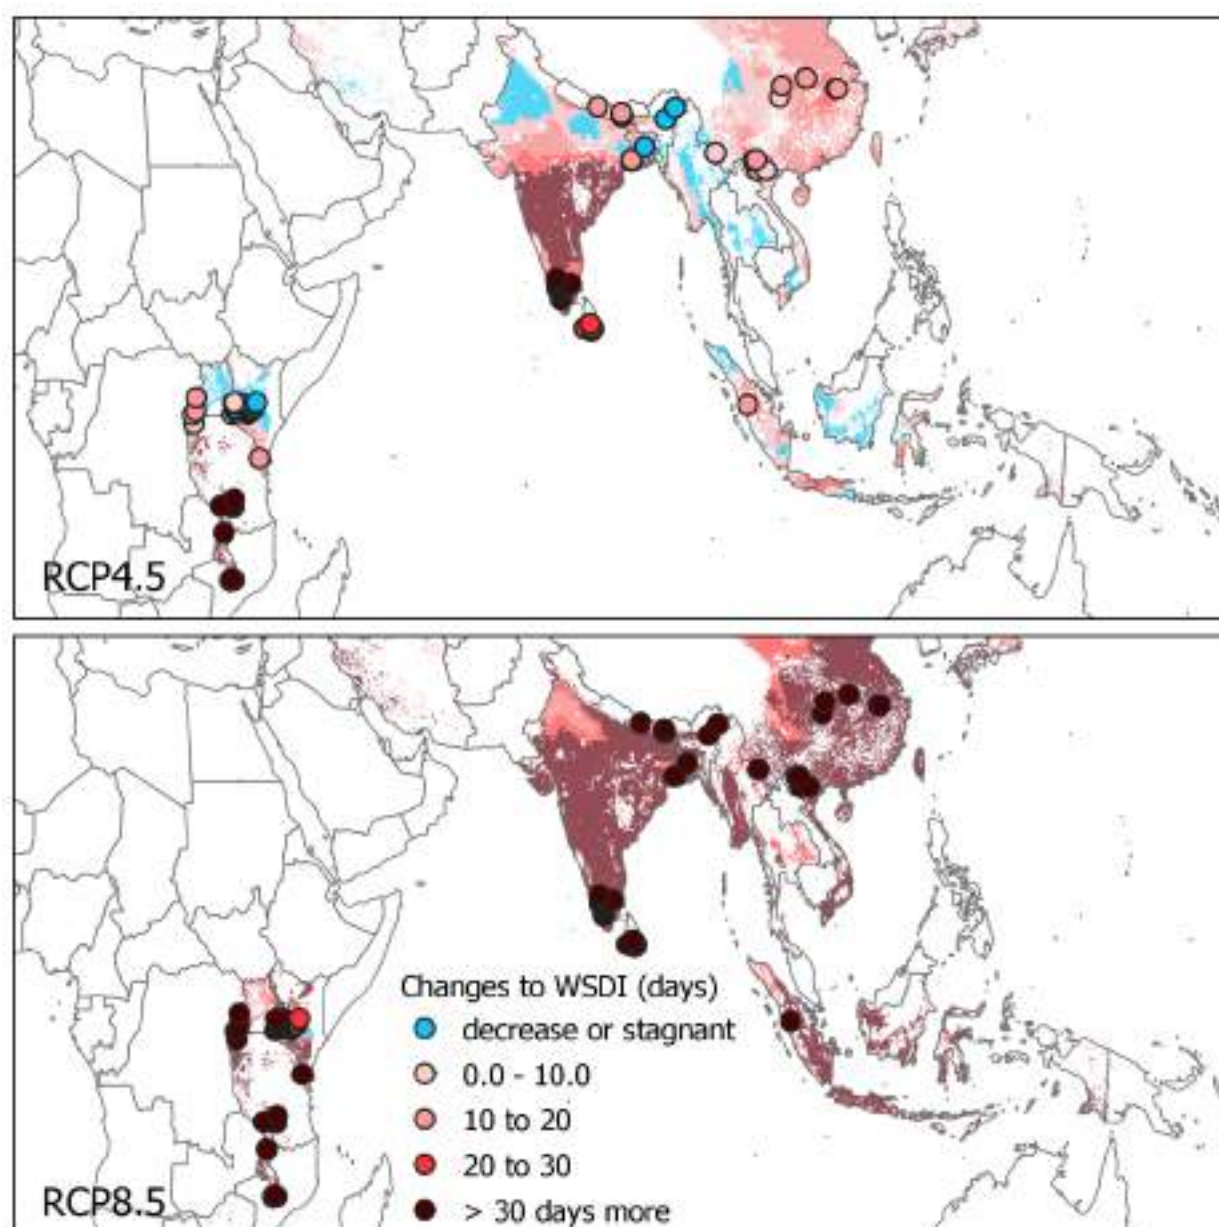 RCP4.5
Changes to WSDI (days)
decrease or stagnant
0.0 - 10.0
10 to 20
20 to 30
> 30 days more
RCP8.5